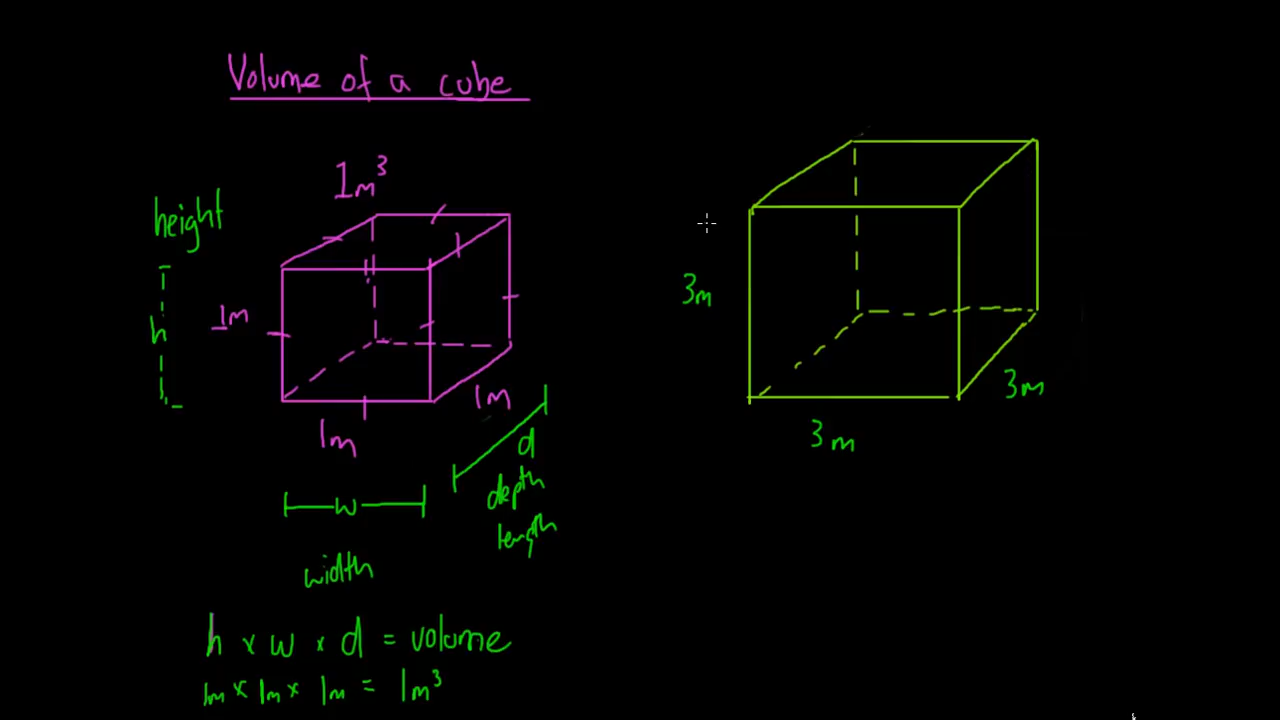 Volume of a cube
1m³
height
h
1m
1m
1m
d
depth
length
w
width
h × w × d = volume
1m × 1m × 1m = 1m³
3m
3m
3m